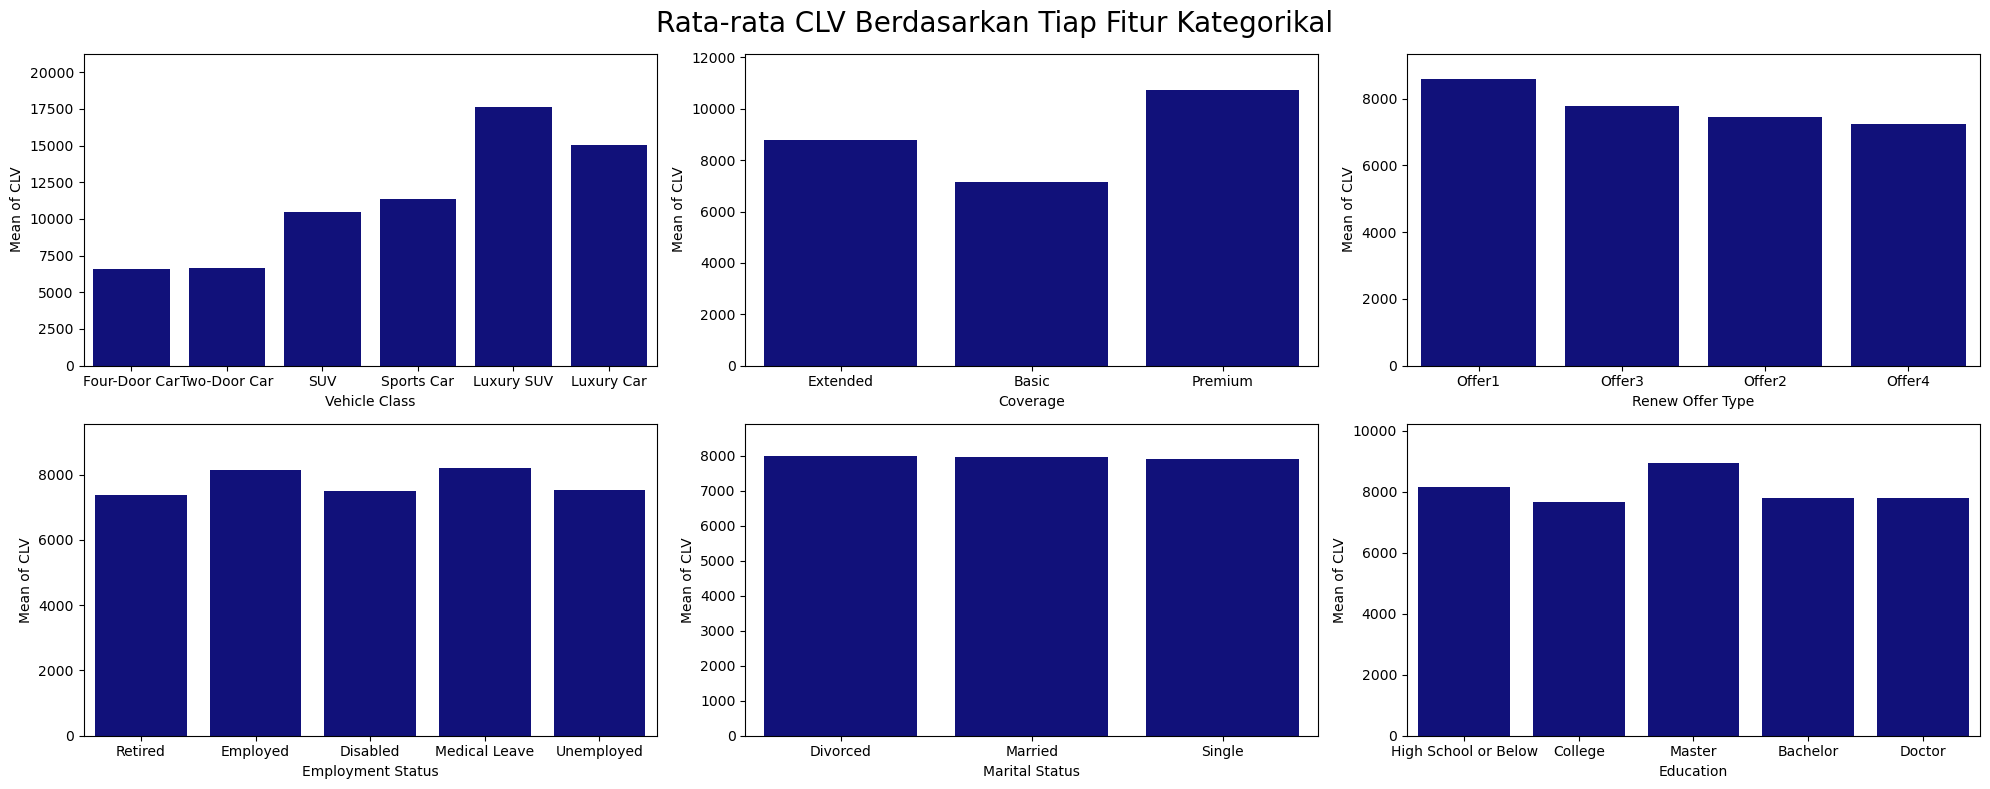 Rata-rata CLV Berdasarkan Tiap Fitur Kategorikal
20000
17500
15000
12500
10000
7500
5000
2500
0
Mean of CLV
Four-Door Car Two-Door Car SUV Sports Car Luxury SUV Luxury Car
Vehicle Class
12000
10000
8000
6000
4000
2000
0
Mean of CLV
Extended Basic Premium
Coverage
8000
6000
4000
2000
0
Mean of CLV
Offer1 Offer3 Offer2 Offer4
Renew Offer Type
8000
6000
4000
2000
0
Mean of CLV
Retired Employed Disabled Medical Leave Unemployed
Employment Status
8000
7000
6000
5000
4000
3000
2000
1000
0
Mean of CLV
Divorced Married Single
Marital Status
10000
8000
6000
4000
2000
0
Mean of CLV
High School or Below College Master Bachelor Doctor
Education